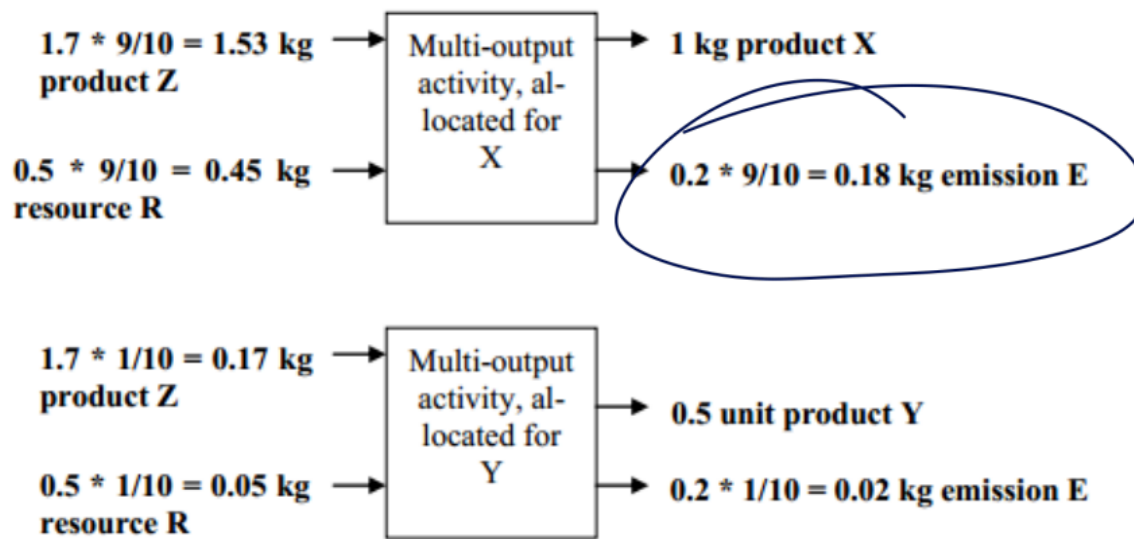 1.7 * 9/10 = 1.53 kg
product Z
0.5 * 9/10 = 0.45 kg
resource R
Multi-output
activity, al-
located for
X
1 kg product X
0.2 * 9/10 = 0.18 kg emission E
1.7 * 1/10 = 0.17 kg
product Z
0.5 * 1/10 = 0.05 kg
resource R
Multi-output
activity, al-
located for
Y
0.5 unit product Y
0.2 * 1/10 = 0.02 kg emission E